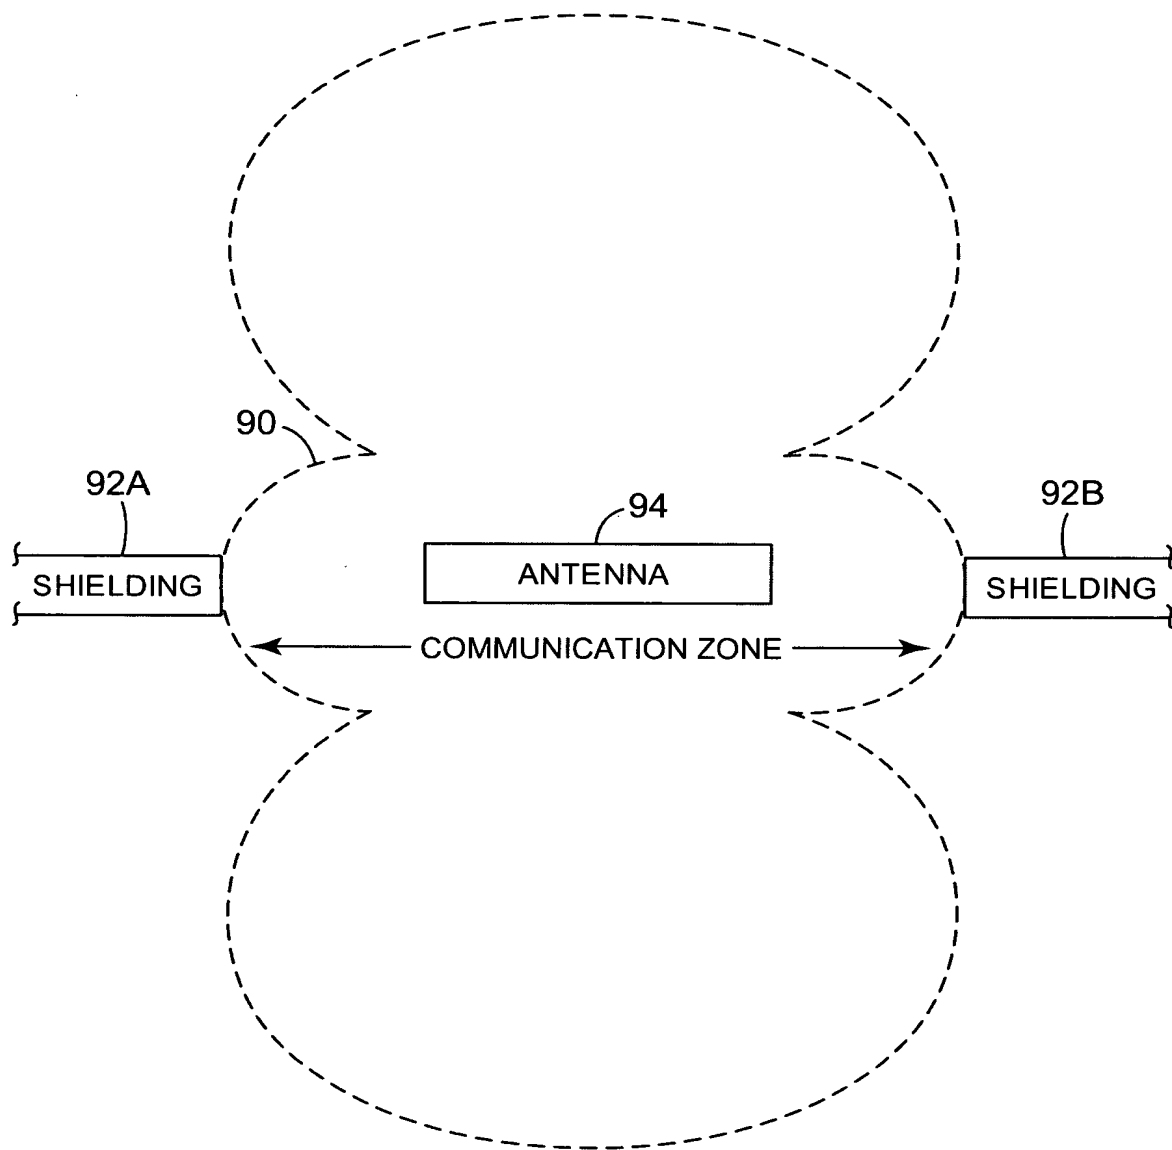 90
92A
94
92B
SHIELDING
ANTENNA
SHIELDING
COMMUNICATION ZONE